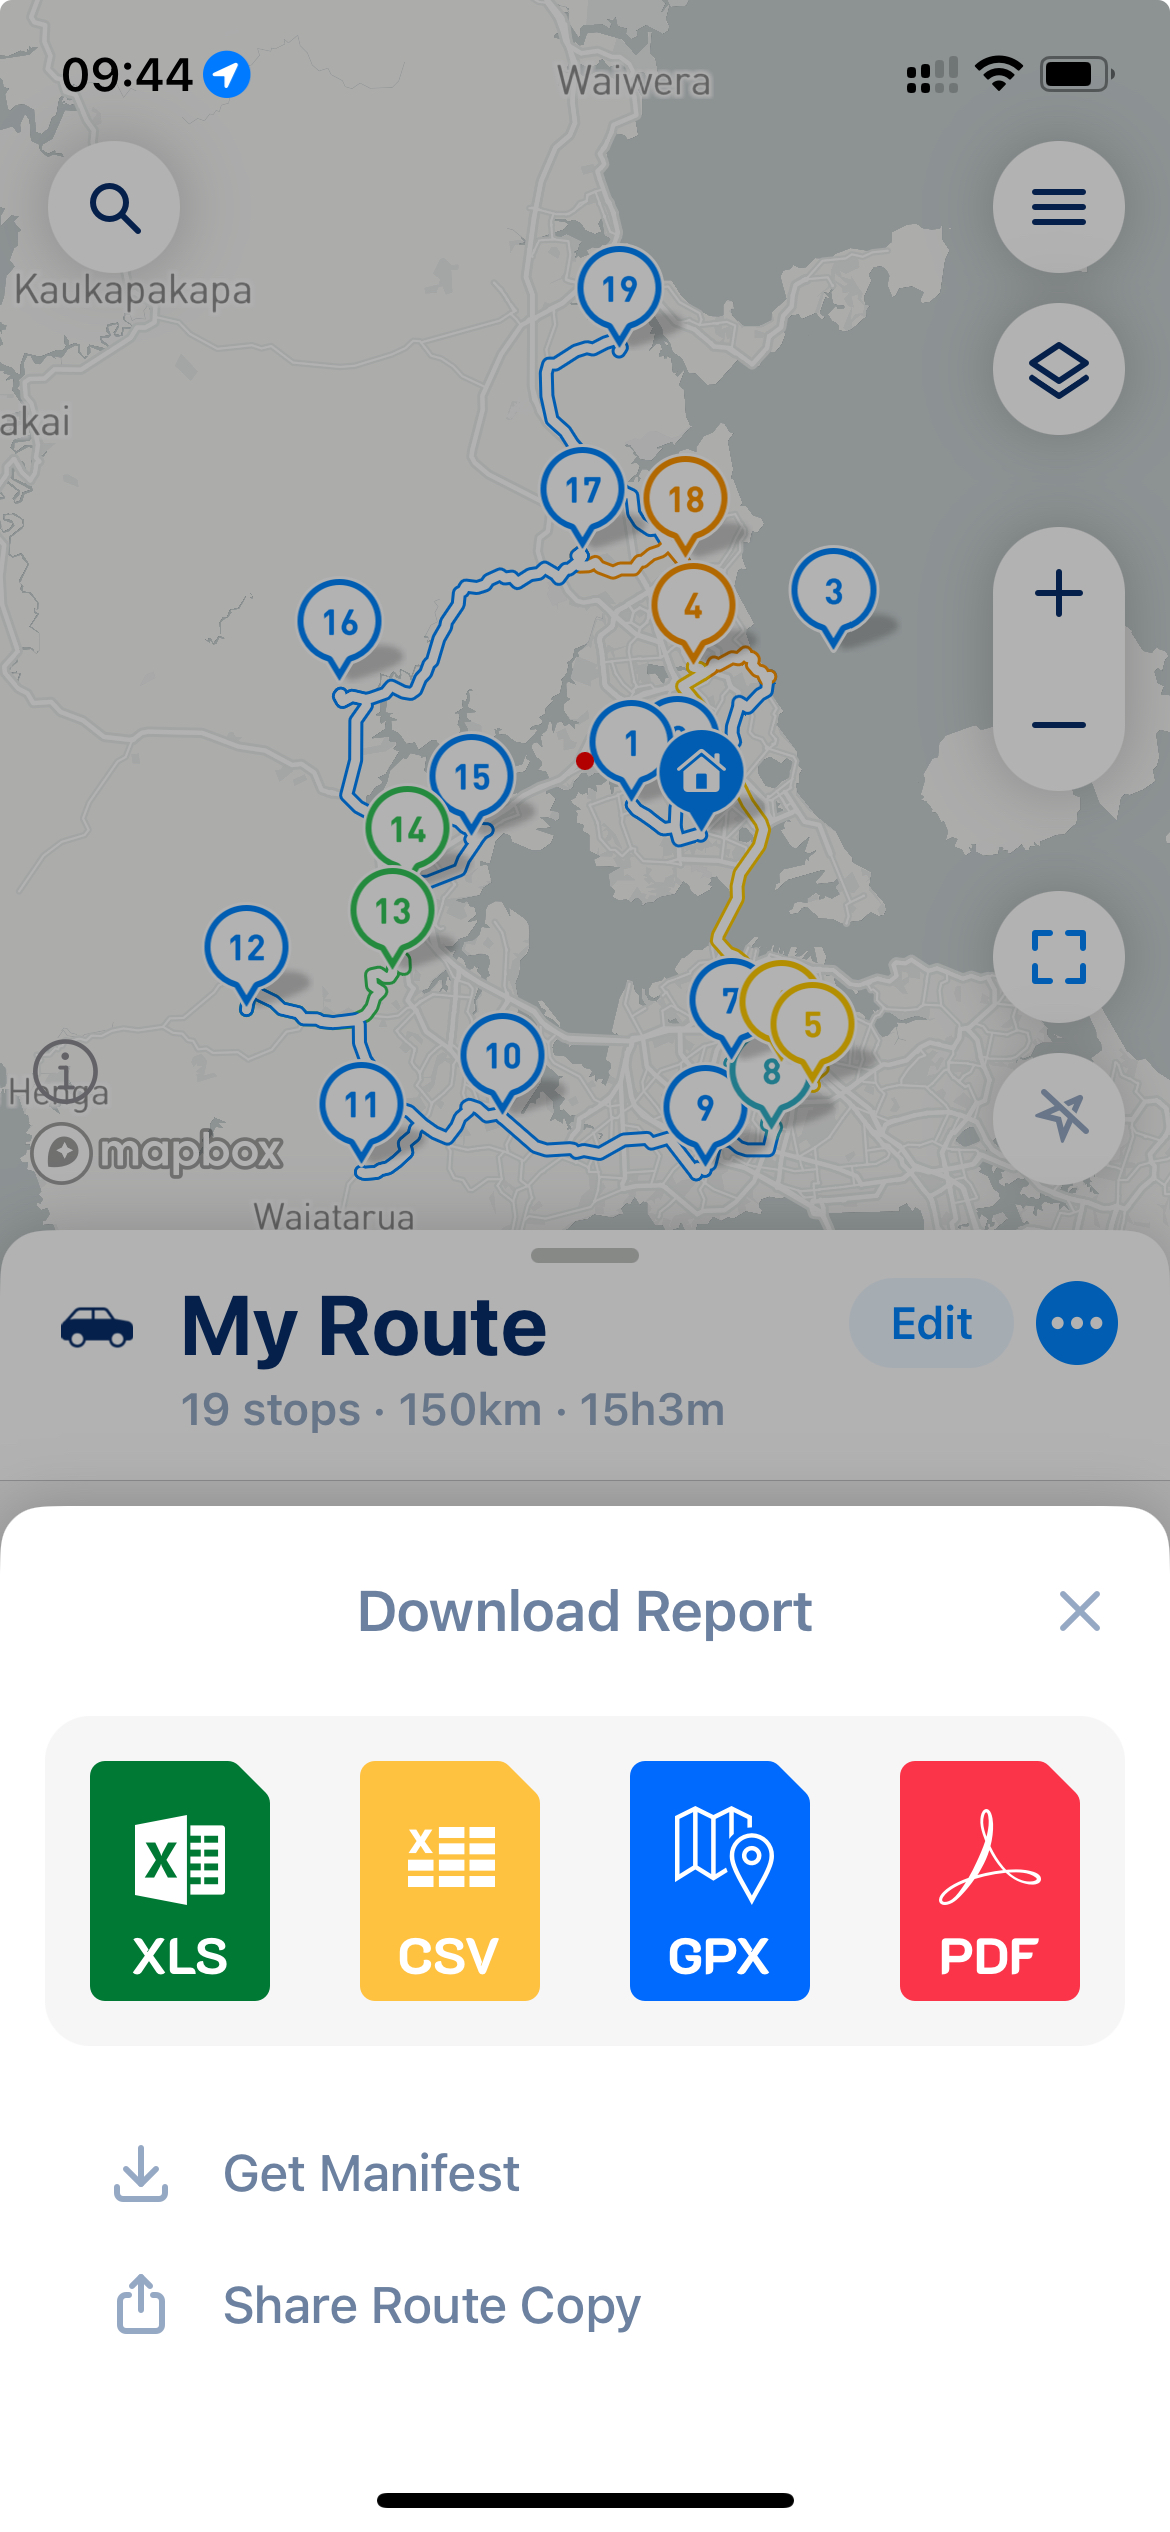 09:44
Waiwera
Kaukapakapa
19
akai
17
18
3
4
16
1
15
14
13
12
7
5
10
8
11
9
Henga
mapbox
Waiatarua
My Route
Edit
19 stops · 150km · 15h3m
Download Report
X
XLS
X
CSV
GPX
PDF
Get Manifest
Share Route Copy